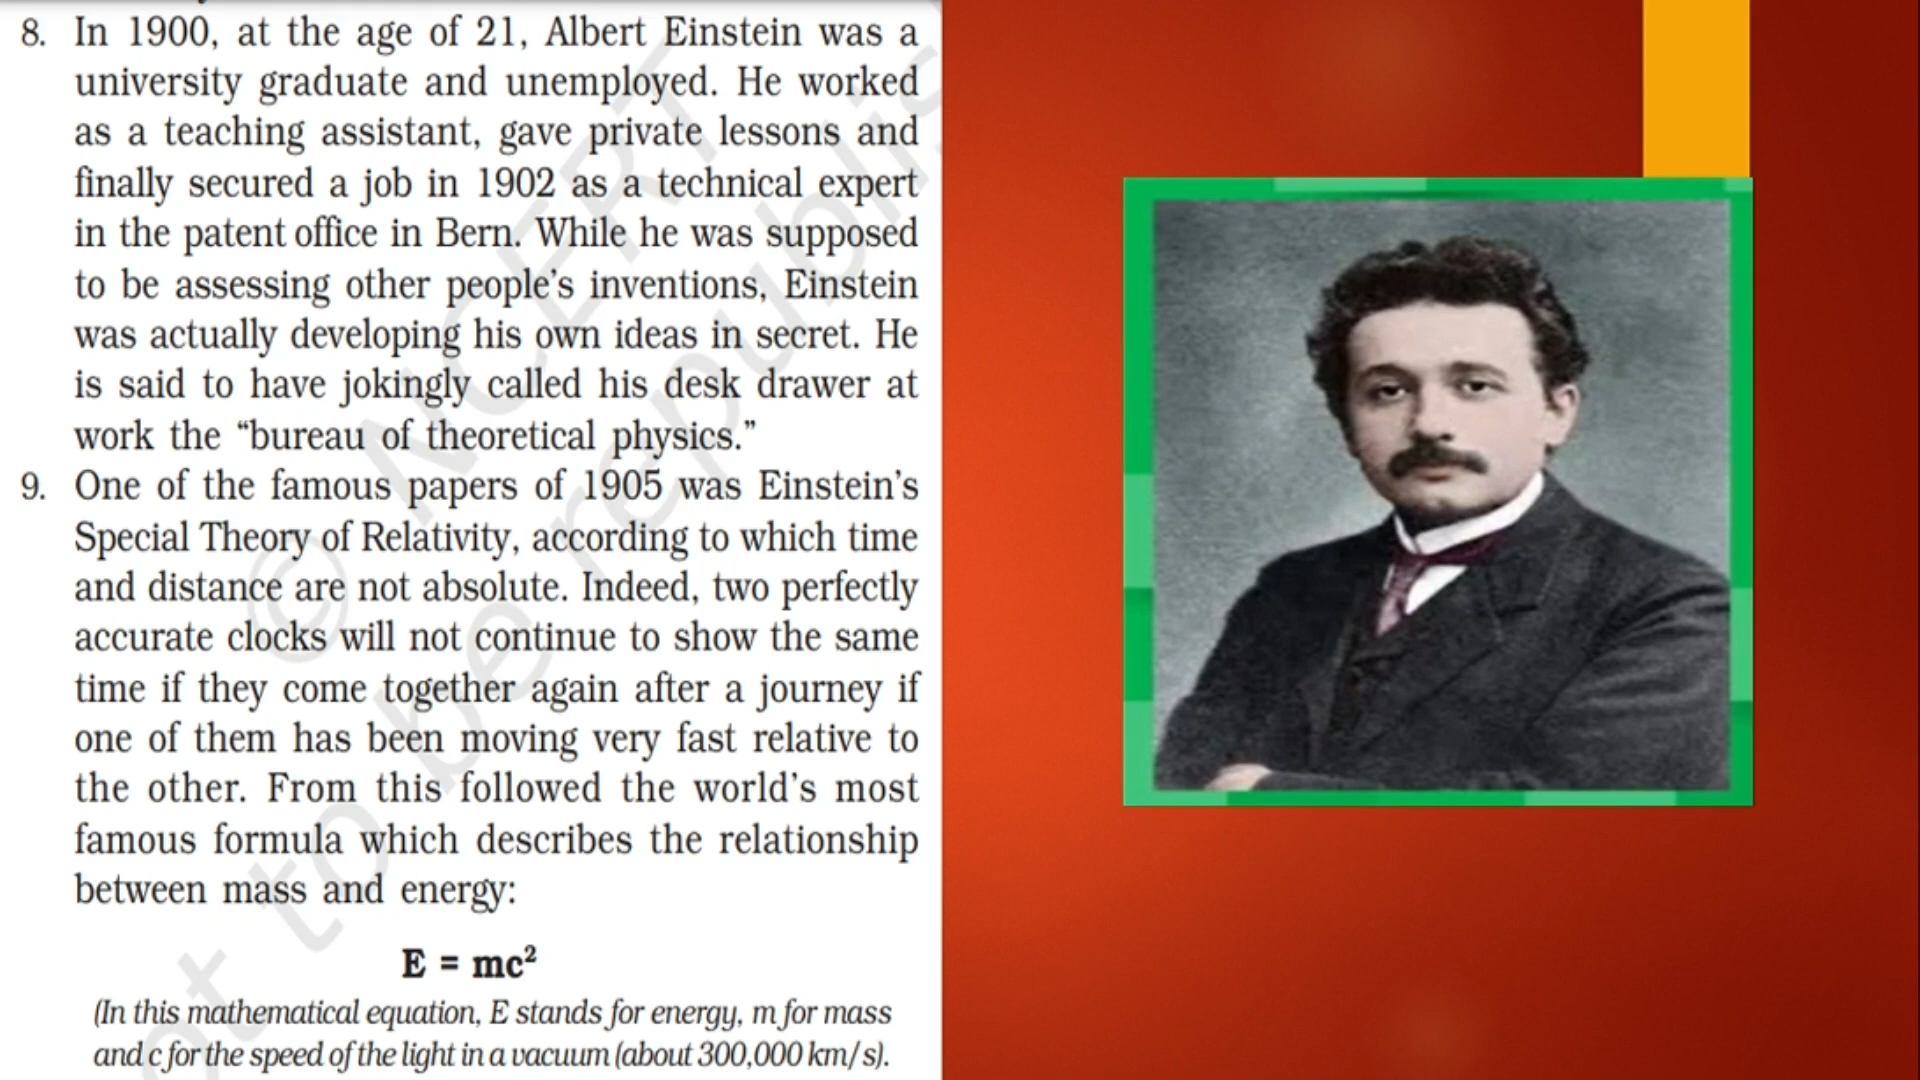 8. In 1900, at the age of 21, Albert Einstein was a
university graduate and unemployed. He worked
as a teaching assistant, gave private lessons and
finally secured a job in 1902 as a technical expert
in the patent office in Bern. While he was supposed
to be assessing other people’s inventions, Einstein
was actually developing his own ideas in secret. He
is said to have jokingly called his desk drawer at
work the “bureau of theoretical physics.”
9. One of the famous papers of 1905 was Einstein’s
Special Theory of Relativity, according to which time
and distance are not absolute. Indeed, two perfectly
accurate clocks will not continue to show the same
time if they come together again after a journey if
one of them has been moving very fast relative to
the other. From this followed the world’s most
famous formula which describes the relationship
between mass and energy:
E = mc²
(In this mathematical equation, E stands for energy, m for mass
and c for the speed of the light in a vacuum (about 300,000 km/s).
© NCERT
to be